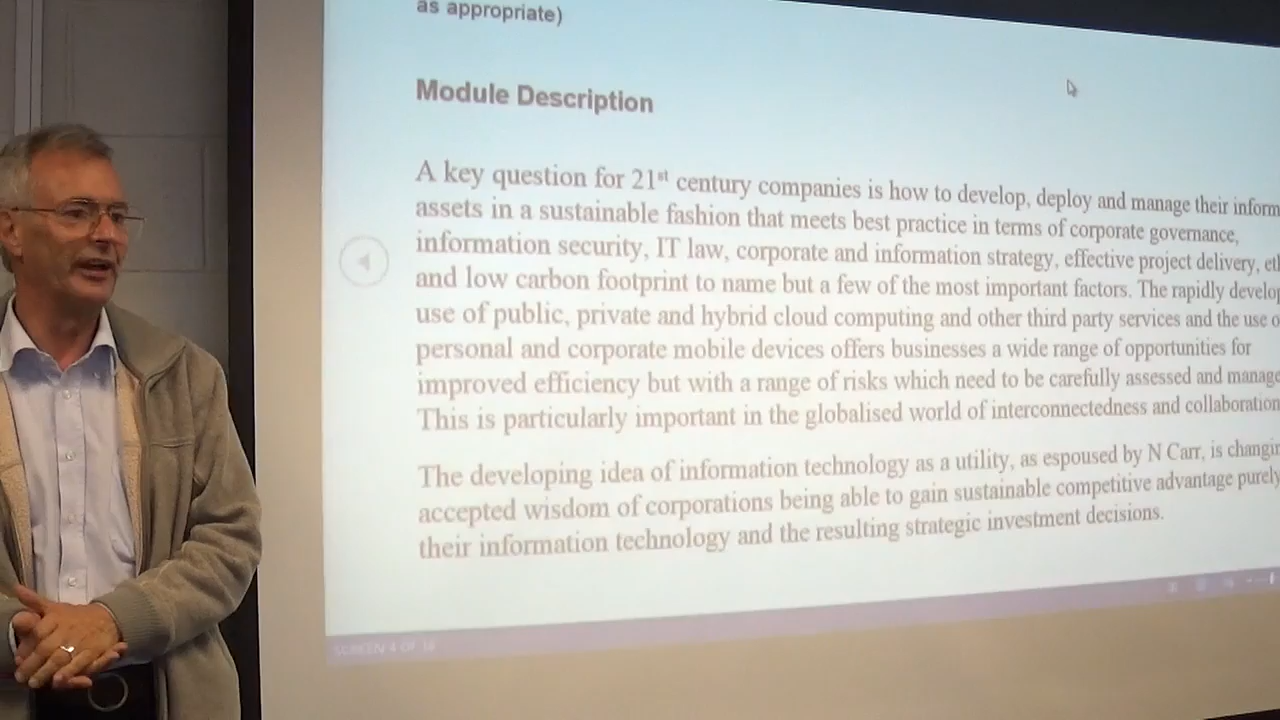 as appropriate)
Module Description
A key question for 21st century companies is how to develop, deploy and manage their inform
assets in a sustainable fashion that meets best practice in terms of corporate governance,
information security, IT law, corporate and information strategy, effective project delivery, et
and low carbon footprint to name but a few of the most important factors. The rapidly develop
use of public, private and hybrid cloud computing and other third party services and the use o
personal and corporate mobile devices offers businesses a wide range of opportunities for
improved efficiency but with a range of risks which need to be carefully assessed and manage
This is particularly important in the globalised world of interconnectedness and collaboration
The developing idea of information technology as a utility, as espoused by N Carr, is changin
accepted wisdom of corporations being able to gain sustainable competitive advantage purely
their information technology and the resulting strategic investment decisions.
SCREEN 4 OF